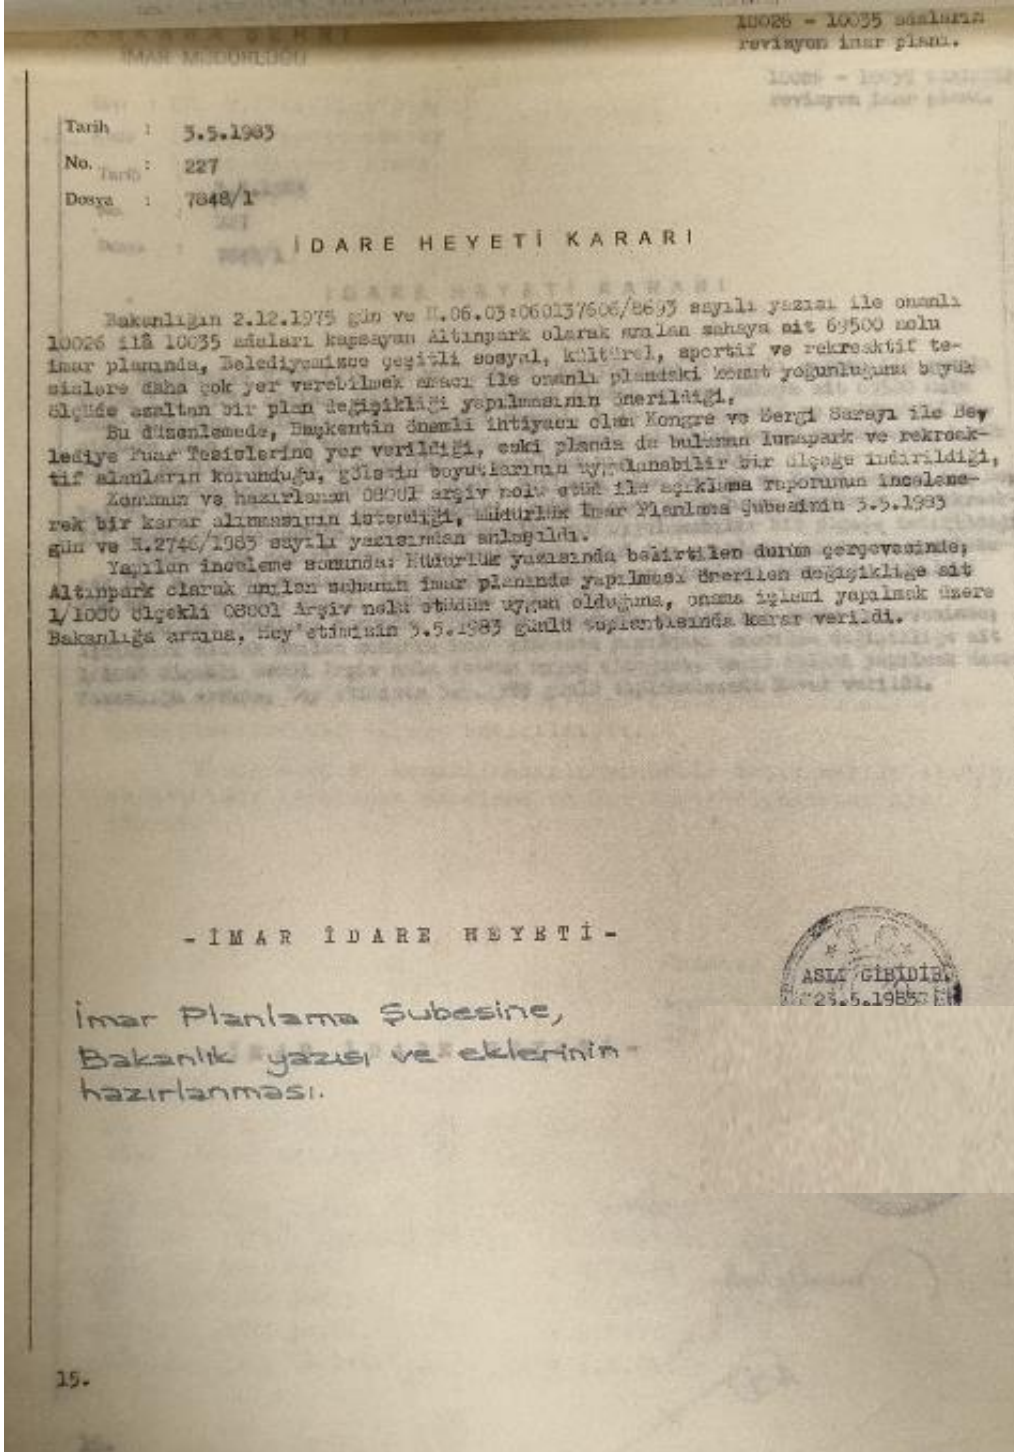 10026 - 10035 adaların
revizyon imar planı.
İMAR MÜDÜRLÜĞÜ
Tarih : 3.5.1983
No. : 227
Dosya : 7848/1
İDARE HEYETİ KARARI
Bakanlığın 2.12.1975 gün ve sayılı yazısı ile onanlı
10026 ilâ 10035 adaları kapsayan Altınpark olarak anılan sahaya ait 69500 nolu
imar planında, Belediyemizce çeşitli sosyal, kültürel, sportif ve rekreaktif te-
sislere daha çok yer verebilmek amacı ile onanlı plandaki konut yoğunluğunu büyük
ölçüde azaltan bir plan değişikliği yapılmasının önerildiği,
Bu düzenlemede, Başkentin önemli ihtiyacı olan Kongre ve Sergi Sarayı ile Bey
lediye Fuar Tesislerine yer verildiği, eski planda da bulunan lunapark ve rekreak-
tif alanların korunduğu, göletin boyutlarının uygulanabilir bir ölçeğe indirildiği,
Konunun ve hazırlanan 08001 arşiv nolu etüd ile açıklama raporunun incelene-
rek bir karar alınmasının istendiği, Müdürlük İmar Planlama Şubesinin 3.5.1983
gün ve sayılı yazısından anlaşıldı.
Yapılan inceleme sonunda: Müdürlük yazısında belirtilen durum çerçevesinde;
Altınpark olarak anılan sahanın imar planında yapılması önerilen değişikliğe ait
1/1000 ölçekli 08001 Arşiv nolu etüdün uygun olduğuna, onama işlemi yapılmak üzere
Bakanlığa arzına, Hey'etimizin 3.5.1983 günlü toplantısında karar verildi.
-İMAR İDARE HEYETİ-
T.C.
ASLI GİBİDİR.
23.5.1983
İmar Planlama Şubesine,
Bakanlık yazısı ve eklerinin
hazırlanması.
15.